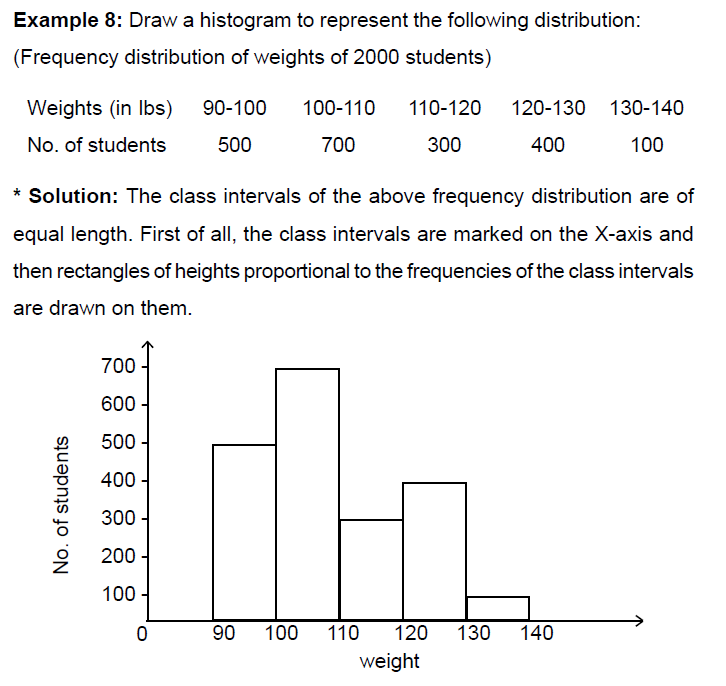 Example 8: Draw a histogram to represent the following distribution:
(Frequency distribution of weights of 2000 students)
Weights (in lbs) 90-100 100-110 110-120 120-130 130-140
No. of students 500 700 300 400 100
* Solution: The class intervals of the above frequency distribution are of
equal length. First of all, the class intervals are marked on the X-axis and
then rectangles of heights proportional to the frequencies of the class intervals
are drawn on them.
No. of students
700
600
500
400
300
200
100
0 90 100 110 120 130 140
weight